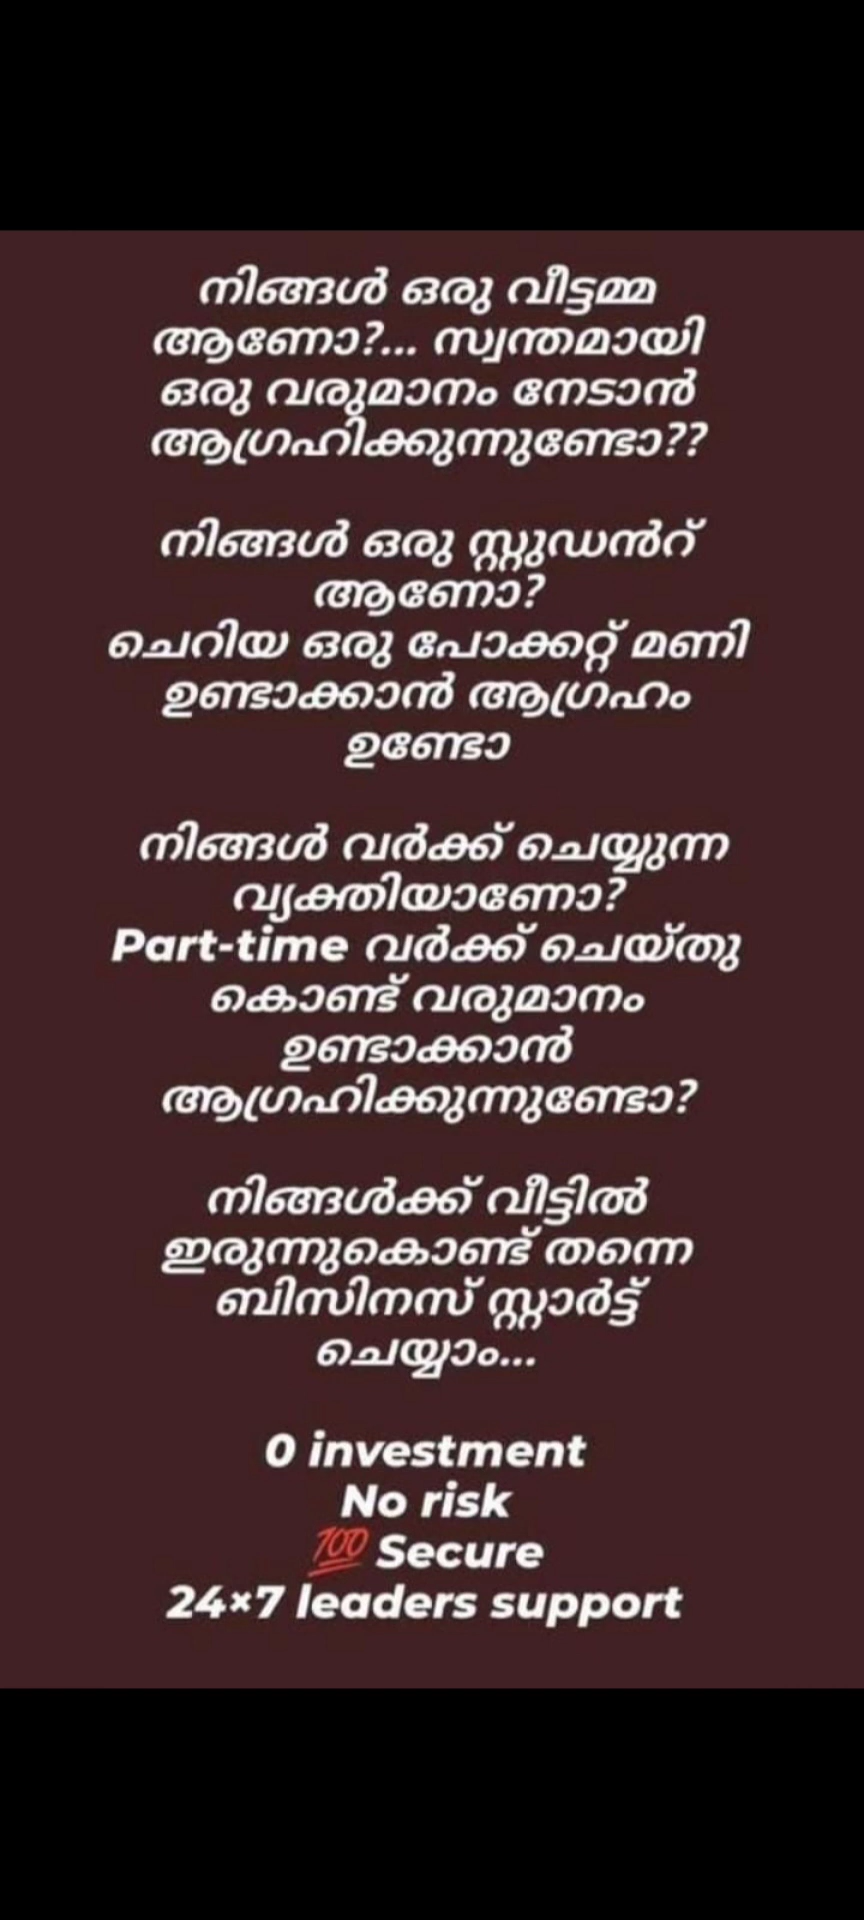 നിങ്ങൾ ഒരു വീട്ടമ്മ
ആണോ?... സ്വന്തമായി
ഒരു വരുമാനം നേടാൻ
ആഗ്രഹിക്കുന്നുണ്ടോ??
നിങ്ങൾ ഒരു സ്റ്റുഡൻറ്
ആണോ?
ചെറിയ ഒരു പോക്കറ്റ് മണി
ഉണ്ടാക്കാൻ ആഗ്രഹം
ഉണ്ടോ
നിങ്ങൾ വർക്ക് ചെയ്യുന്ന
വ്യക്തിയാണോ?
Part-time വർക്ക് ചെയ്തു
കൊണ്ട് വരുമാനം
ഉണ്ടാക്കാൻ
ആഗ്രഹിക്കുന്നുണ്ടോ?
നിങ്ങൾക്ക് വീട്ടിൽ
ഇരുന്നുകൊണ്ട് തന്നെ
ബിസിനസ് സ്റ്റാർട്ട്
ചെയ്യാം...
0 investment
No risk
💯 Secure
24×7 leaders support